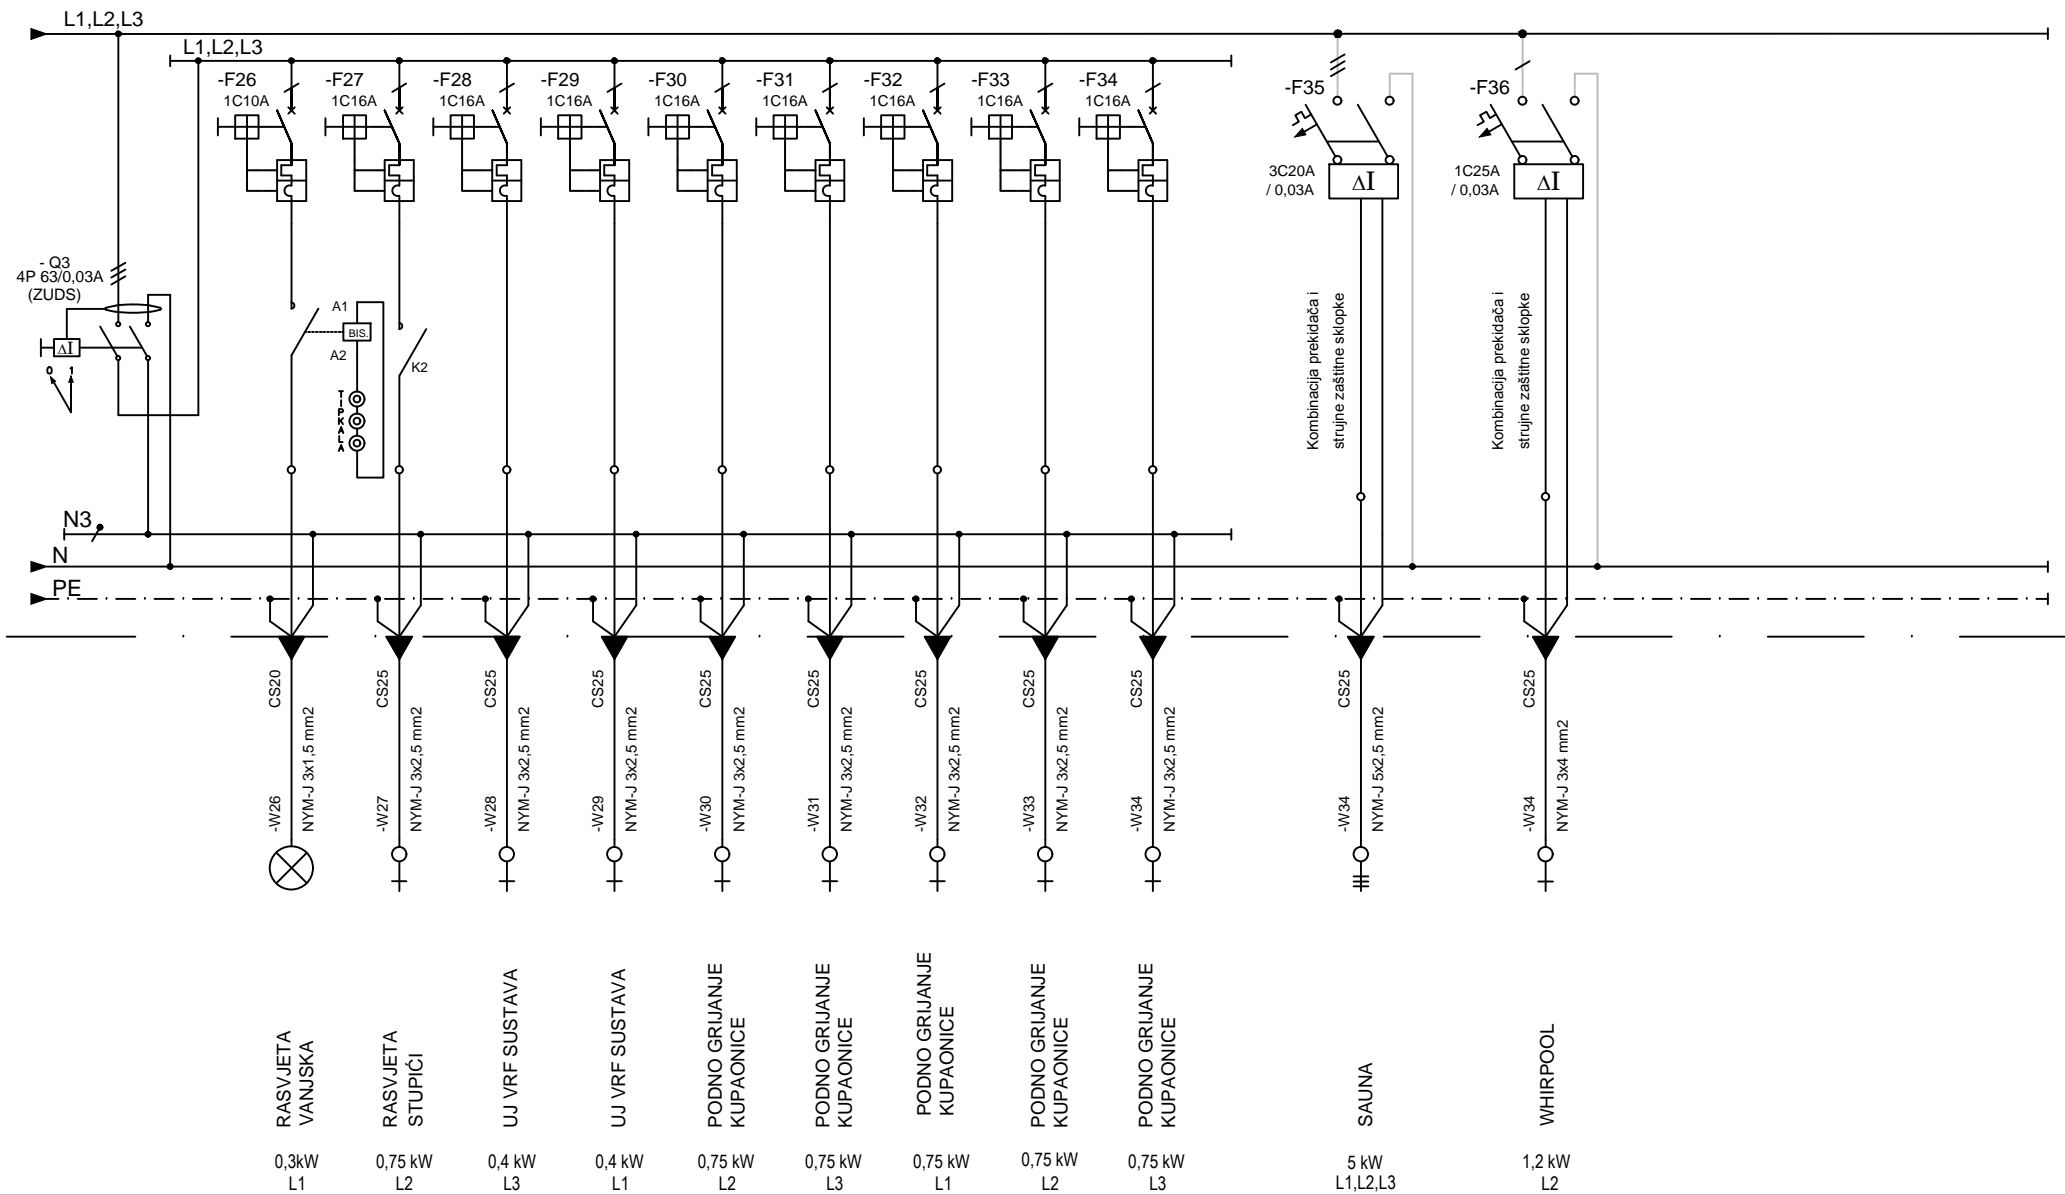 L1,L2,L3
L1,L2,L3
-F26
1C10A
-F27
1C16A
-F28
1C16A
-F29
1C16A
-F30
1C16A
-F31
1C16A
-F32
1C16A
-F33
1C16A
-F34
1C16A
-F35
3C20A
/ 0,03A
ΔI
-F36
1C25A
/ 0,03A
ΔI
- Q3
4P 63/0,03A
(ZUDS)
ΔI
0 1
A1
BIS.
A2
K2
TIPKALA
Kombinacija prekidača i
strujne zaštitne sklopke
Kombinacija prekidača i
strujne zaštitne sklopke
N3
N
PE
CS20
CS25
CS25
CS25
CS25
CS25
CS25
CS25
CS25
CS25
CS25
-W26
NYM-J 3x1,5 mm2
-W27
NYM-J 3x2,5 mm2
-W28
NYM-J 3x2,5 mm2
-W29
NYM-J 3x2,5 mm2
-W30
NYM-J 3x2,5 mm2
-W31
NYM-J 3x2,5 mm2
-W32
NYM-J 3x2,5 mm2
-W33
NYM-J 3x2,5 mm2
-W34
NYM-J 3x2,5 mm2
-W34
NYM-J 5x2,5 mm2
-W34
NYM-J 3x4 mm2
RASVJETA
VANJSKA
RASVJETA
STUPIĆI
UJ VRF SUSTAVA
UJ VRF SUSTAVA
PODNO GRIJANJE
KUPAONICE
PODNO GRIJANJE
KUPAONICE
PODNO GRIJANJE
KUPAONICE
PODNO GRIJANJE
KUPAONICE
PODNO GRIJANJE
KUPAONICE
SAUNA
WHIRPOOL
0,3kW
L1
0,75 kW
L2
0,4 kW
L3
0,4 kW
L1
0,75 kW
L2
0,75 kW
L3
0,75 kW
L1
0,75 kW
L2
0,75 kW
L3
5 kW
L1,L2,L3
1,2 kW
L2